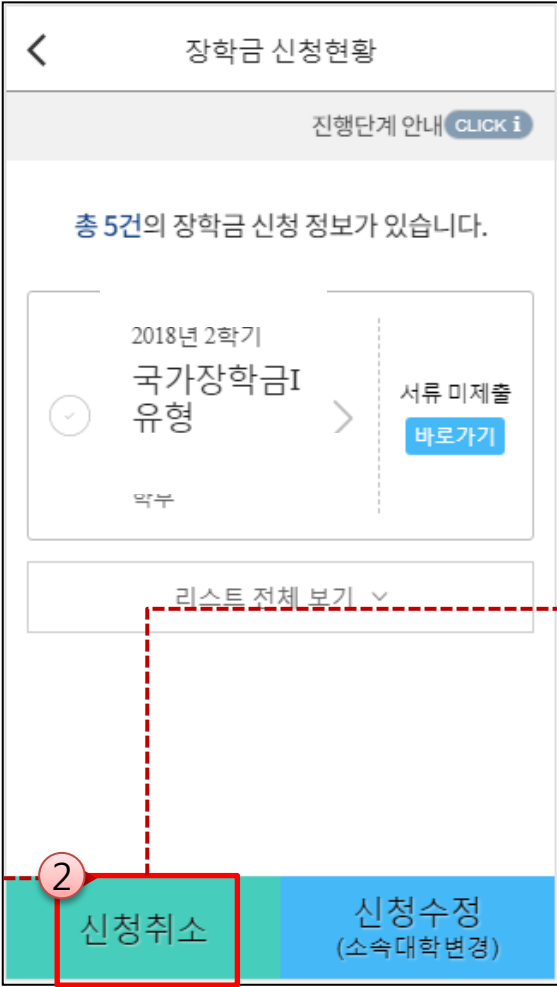 장학금 신청현황
진행단계 안내 CLICK i
총 5건의 장학금 신청 정보가 있습니다.
2018년 2학기
국가장학금I
유형
학부
서류 미제출
바로가기
리스트 전체 보기
2
신청취소
신청수정
(소속대학변경)